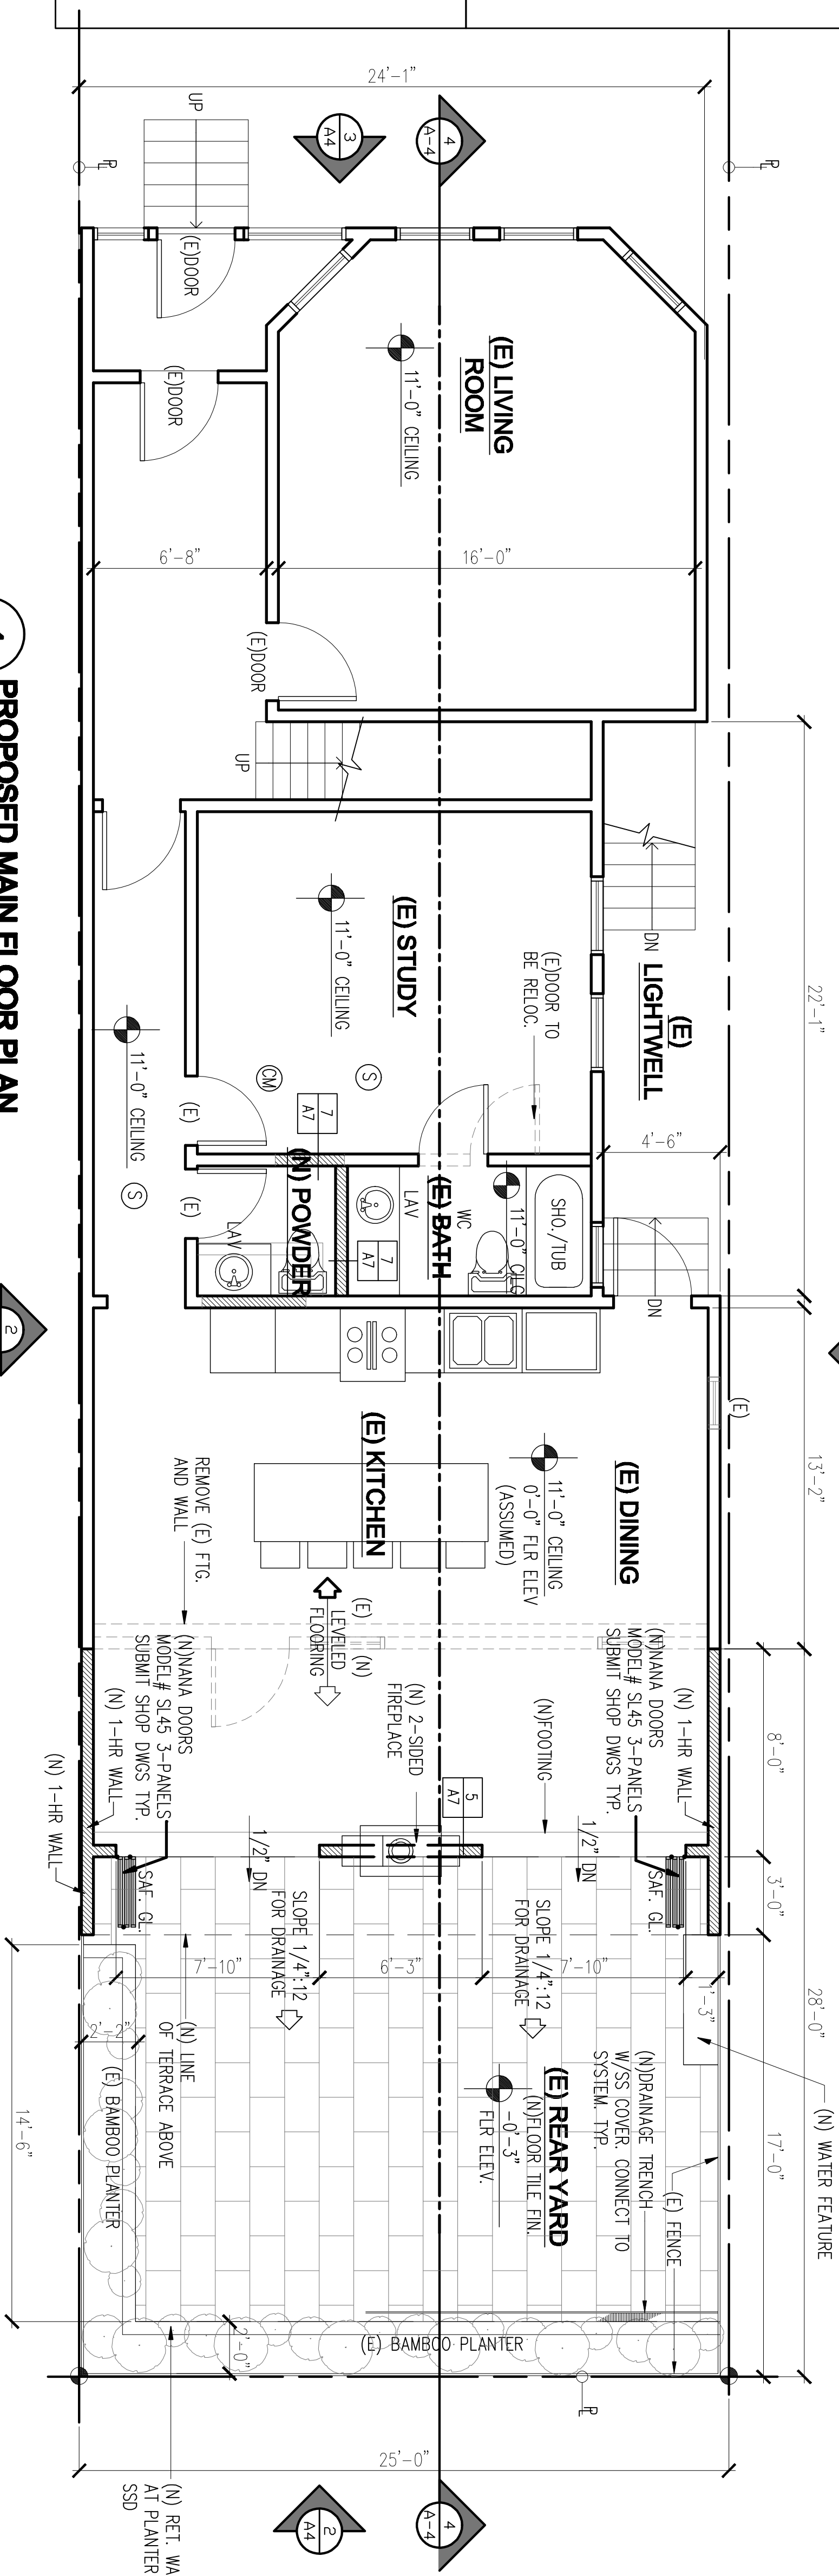 24'-1"
UP
PL
PL
3
A4
4
A-4
(E)DOOR
(E)DOOR
(E) LIVING
ROOM
11'-0" CEILING
6'-8"
16'-0"
(E)DOOR
UP
DN
(E)
LIGHTWELL
22'-1"
(E) STUDY
11'-0" CEILING
(E)DOOR TO
BE RELOC.
4'-6"
S
CM
7
A7
11'-0" CEILING
S
(E)
(E)
(N) POWDER
LAV
7
A7
LAV
(E) BATH
WC
11'-0" CLG
SHO./TUB
DN
2
(E)
13'-2"
(E) DINING
11'-0" CEILING
0'-0" FLR ELEV
(ASSUMED)
(E) KITCHEN
REMOVE (E) FTG.
AND WALL
(E) (N)
LEVELED
FLOORING
(N)NANA DOORS
MODEL# SL45 3-PANELS
SUBMIT SHOP DWGS TYP.
(N) 1-HR WALL
(N) 1-HR WALL
(N)NANA DOORS
MODEL# SL45 3-PANELS
SUBMIT SHOP DWGS TYP.
(N) 1-HR WALL
(N) 2-SIDED
FIREPLACE
(N)FOOTING
5
A7
8'-0"
3'-0"
28'-0"
17'-0"
1/2" DN
1/2" DN
SAF. GL.
SAF. GL.
SLOPE 1/4":12
FOR DRAINAGE
SLOPE 1/4":12
FOR DRAINAGE
7'-10"
6'-3"
7'-10"
1'-3"
2'-2"
(N) LINE
OF TERRACE ABOVE
(E) BAMBOO PLANTER
14'-6"
(N) WATER FEATURE
(E) REAR YARD
(N)FLOOR TILE FIN.
-0'-3"
FLR ELEV.
(N)DRAINAGE TRENCH
W/SS COVER. CONNECT TO
SYSTEM. TYP.
(E) FENCE
(E) BAMBOO PLANTER
2'-0"
PL
25'-0"
(N) RET. WA
AT PLANTER
SSD
2
A4
4
A-4
1
PROPOSED MAIN FLOOR PLAN